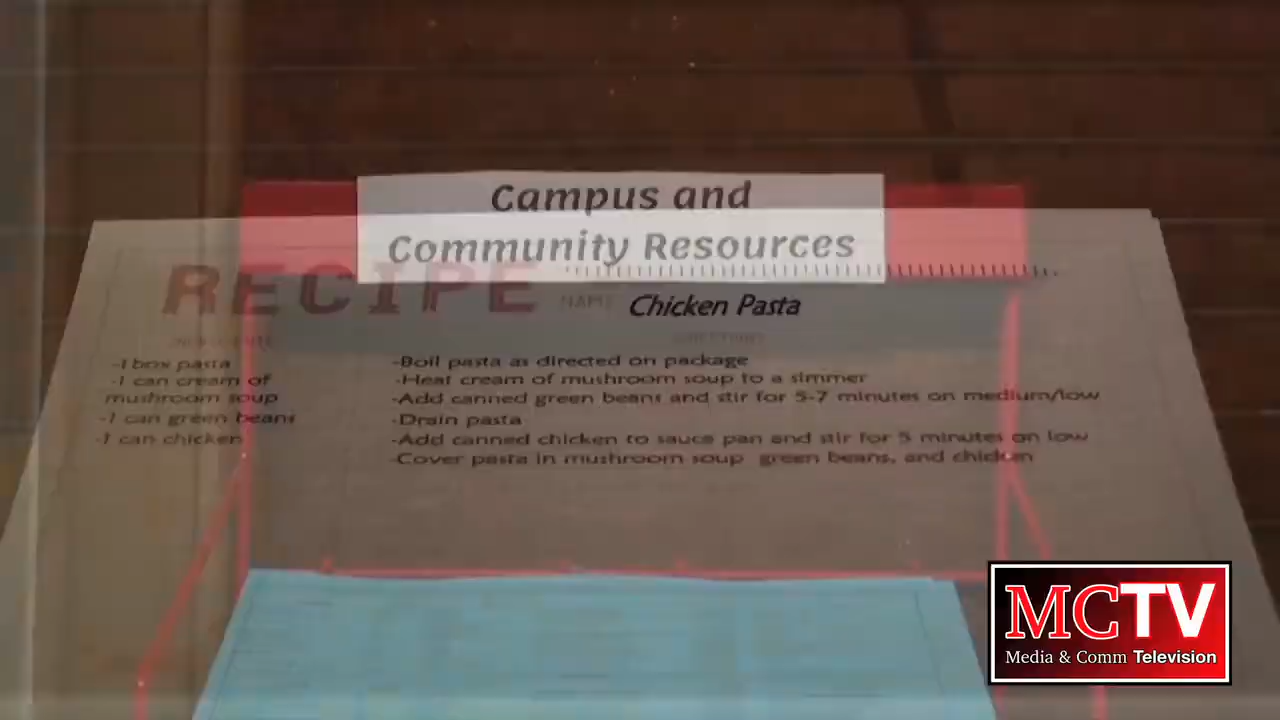 Campus and
Community Resources
RECIPE
NAME Chicken Pasta
INGREDIENTS
DIRECTIONS
-1 box pasta
-1 can cream of
mushroom soup
-1 can green beans
-1 can chicken
-Boil pasta as directed on package
-Heat cream of mushroom soup to a simmer
-Add canned green beans and stir for 5-7 minutes on medium/low
-Drain pasta
-Add canned chicken to sauce pan and stir for 5 minutes on low
-Cover pasta in mushroom soup green beans, and chicken
MCTV
Media & Comm Television